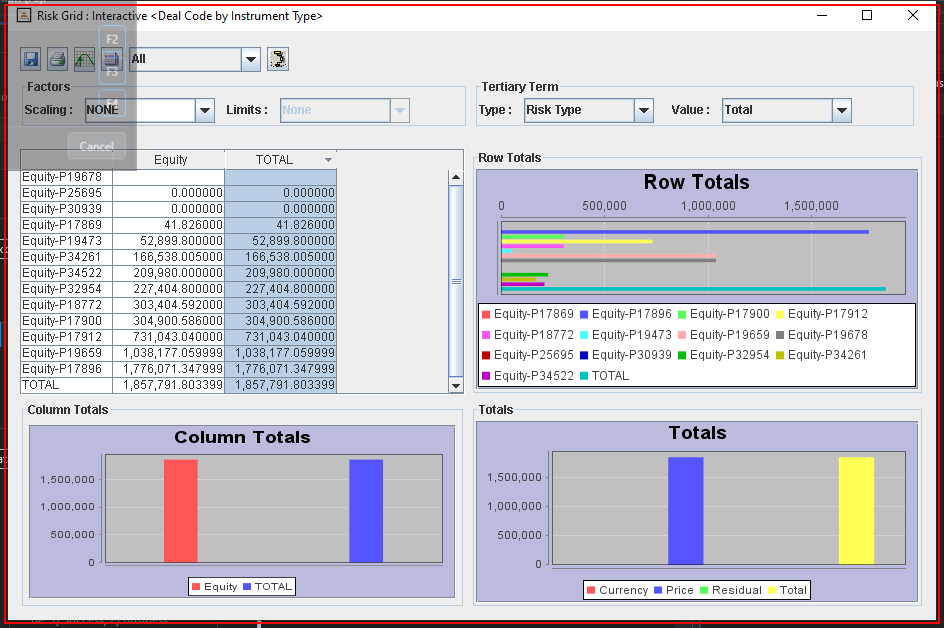 Risk Grid : Interactive <Deal Code by Instrument Type>
F2
All
F3
Factors
Tertiary Term
Scaling : NONE Limits : None
Type : Risk Type Value : Total
Cancel
Equity TOTAL
Equity-P19678
Equity-P25695 0.000000 0.000000
Equity-P30939 0.000000 0.000000
Equity-P17869 41.826000 41.826000
Equity-P19473 52,899.800000 52,899.800000
Equity-P34261 166,538.005000 166,538.005000
Equity-P34522 209,980.000000 209,980.000000
Equity-P32954 227,404.800000 227,404.800000
Equity-P18772 303,404.592000 303,404.592000
Equity-P17900 304,900.586000 304,900.586000
Equity-P17912 731,043.040000 731,043.040000
Equity-P19659 1,038,177.059999 1,038,177.059999
Equity-P17896 1,776,071.347999 1,776,071.347999
TOTAL 1,857,791.803399 1,857,791.803399
Row Totals
Row Totals
0 500,000 1,000,000 1,500,000
Equity-P17869 Equity-P17896 Equity-P17900 Equity-P17912
Equity-P18772 Equity-P19473 Equity-P19659 Equity-P19678
Equity-P25695 Equity-P30939 Equity-P32954 Equity-P34261
Equity-P34522 TOTAL
Column Totals
Column Totals
1,500,000
1,000,000
500,000
0
Equity TOTAL
Totals
Totals
1,500,000
1,000,000
500,000
0
Currency Price Residual Total